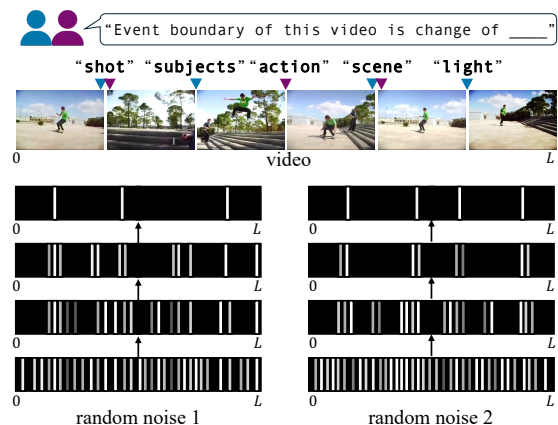 “Event boundary of this video is change of ____”
“shot” “subjects” “action” “scene” “light”
0 video L
0 L 0 L
0 L 0 L
0 L 0 L
0 L 0 L
random noise 1 random noise 2